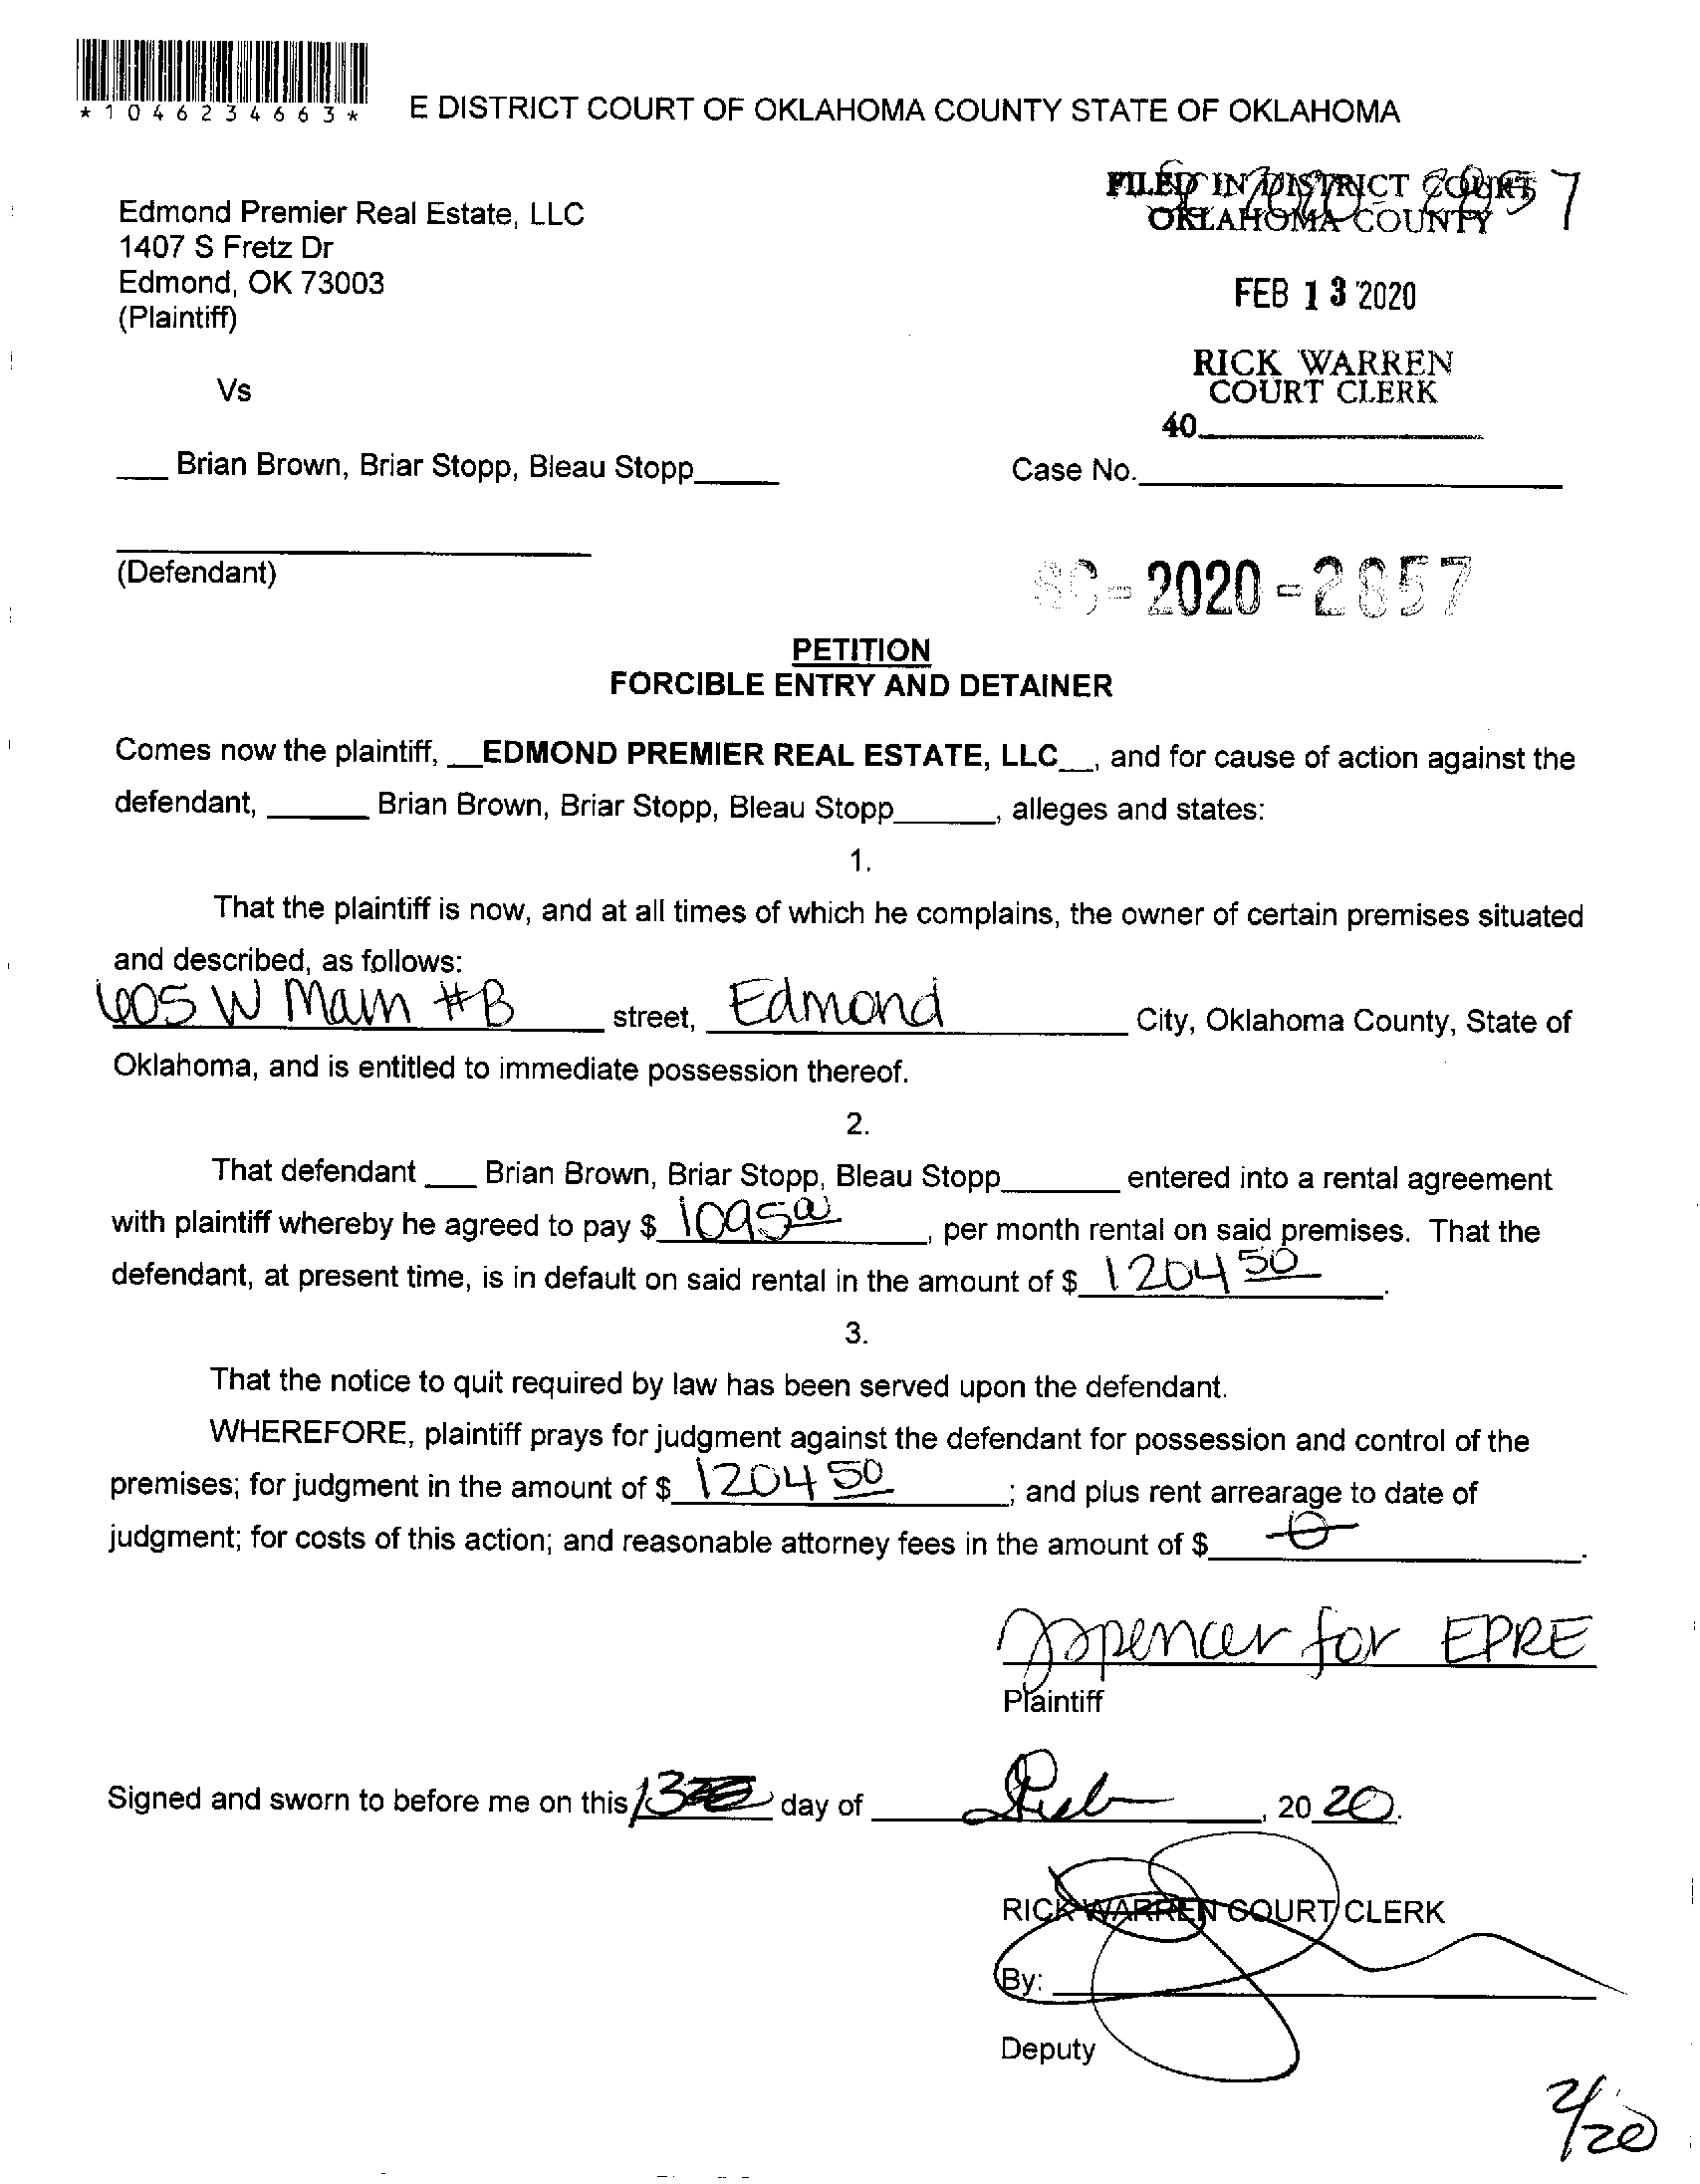 *1046234663*
E DISTRICT COURT OF OKLAHOMA COUNTY STATE OF OKLAHOMA
FILED IN DISTRICT COURT
OKLAHOMA COUNTY
Edmond Premier Real Estate, LLC
1407 S Fretz Dr
Edmond, OK 73003
(Plaintiff)
FEB 13 2020
RICK WARREN
COURT CLERK
40
Vs
Brian Brown, Briar Stopp, Bleau Stopp
Case No.
(Defendant)
SC-2020-2857
PETITION
FORCIBLE ENTRY AND DETAINER
Comes now the plaintiff, __EDMOND PREMIER REAL ESTATE, LLC__, and for cause of action against the
defendant, ______ Brian Brown, Briar Stopp, Bleau Stopp______, alleges and states:
1.
That the plaintiff is now, and at all times of which he complains, the owner of certain premises situated
and described, as follows:
605 W Main #B street, Edmond City, Oklahoma County, State of
Oklahoma, and is entitled to immediate possession thereof.
2.
That defendant ___ Brian Brown, Briar Stopp, Bleau Stopp_______ entered into a rental agreement
with plaintiff whereby he agreed to pay $ 1095 00, per month rental on said premises. That the
defendant, at present time, is in default on said rental in the amount of $ 1204 50.
3.
That the notice to quit required by law has been served upon the defendant.
WHEREFORE, plaintiff prays for judgment against the defendant for possession and control of the
premises; for judgment in the amount of $ 1204 50; and plus rent arrearage to date of
judgment; for costs of this action; and reasonable attorney fees in the amount of $ 0.
JSpencer for EPRE
Plaintiff
Signed and sworn to before me on this 13 day of Feb, 20 20.
RICK WARREN COURT CLERK
By:
Deputy
2/20